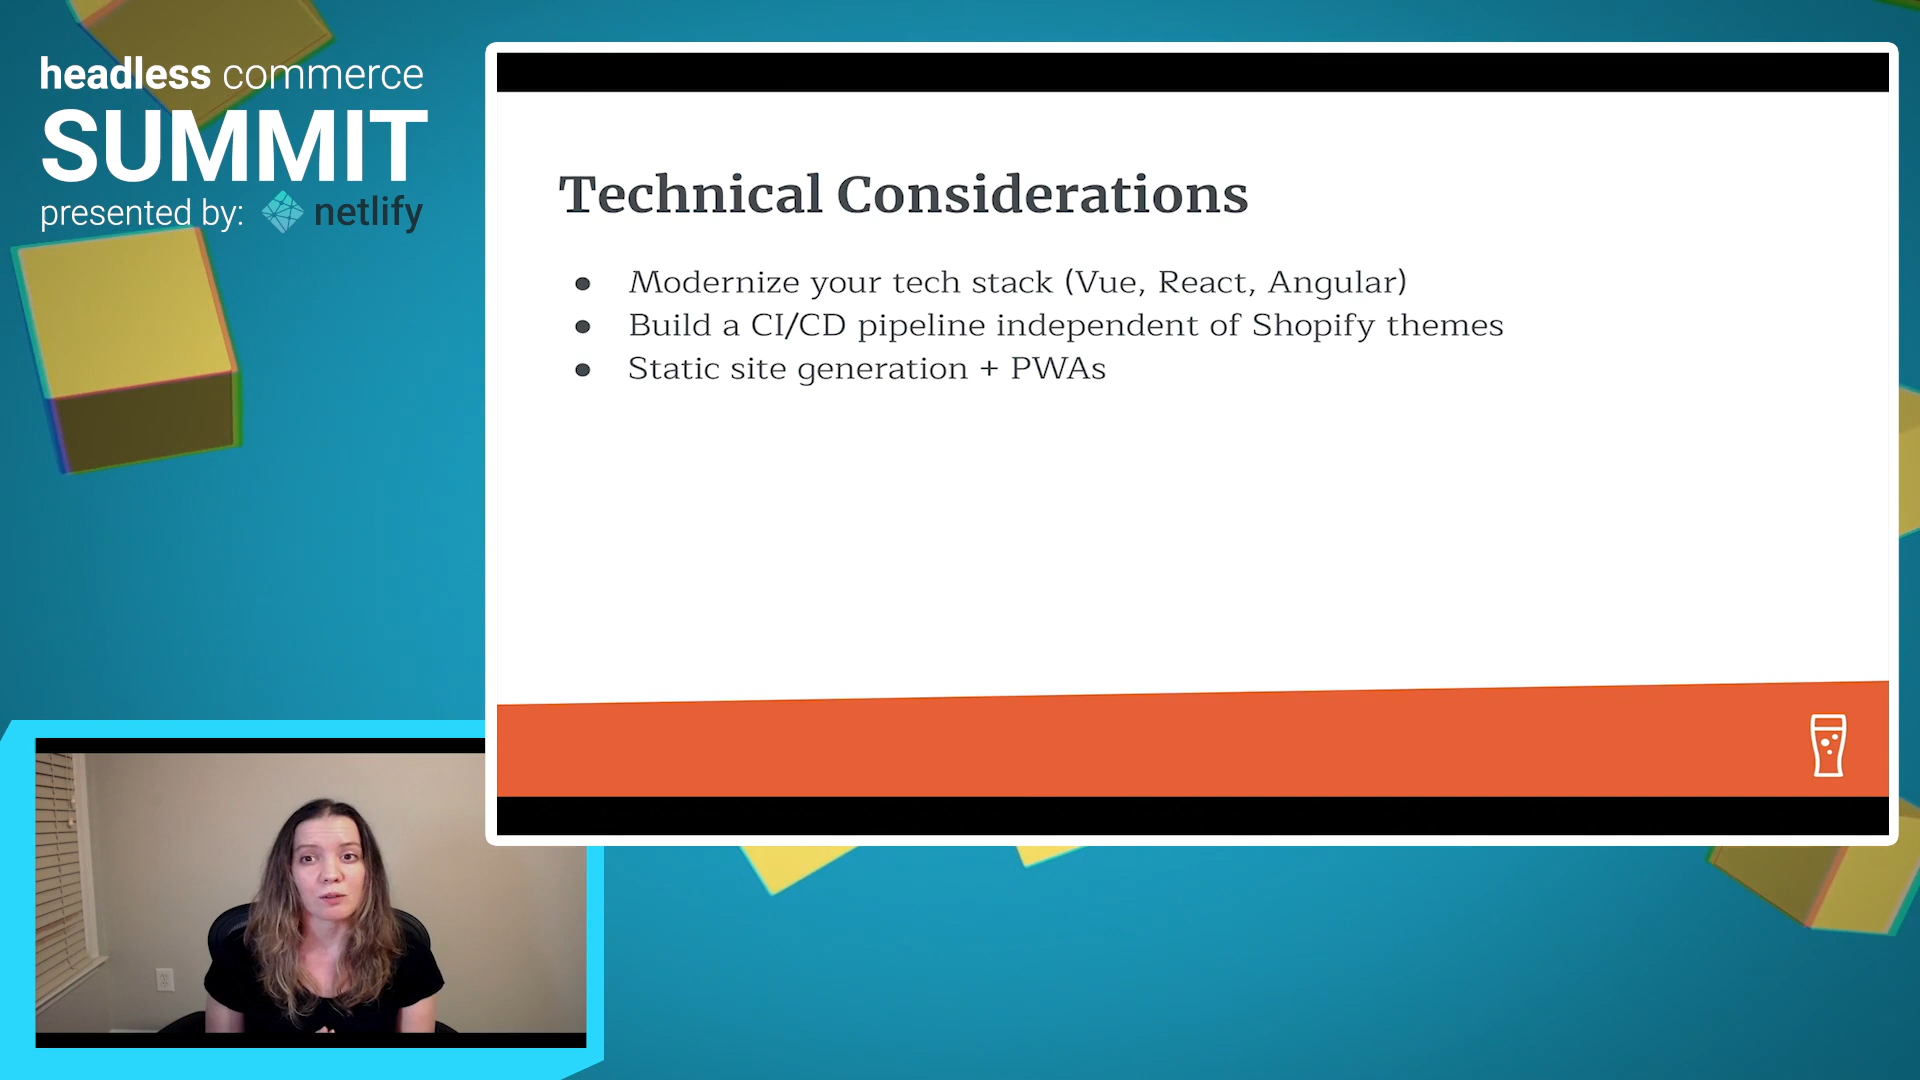 headless commerce
SUMMIT
presented by: netlify
Technical Considerations
● Modernize your tech stack (Vue, React, Angular)
● Build a CI/CD pipeline independent of Shopify themes
● Static site generation + PWAs